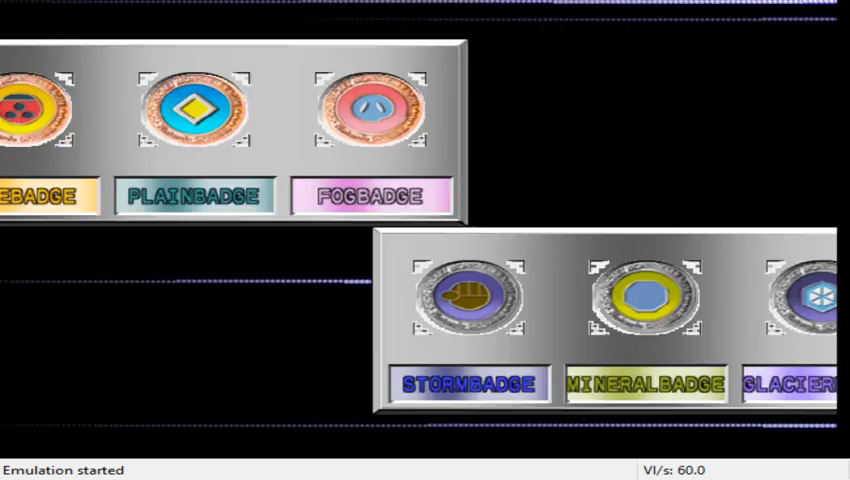 EBADGE PLAINBADGE FOGBADGE
STORMBADGE MINERALBADGE GLACIER
Emulation started VI/s: 60.0